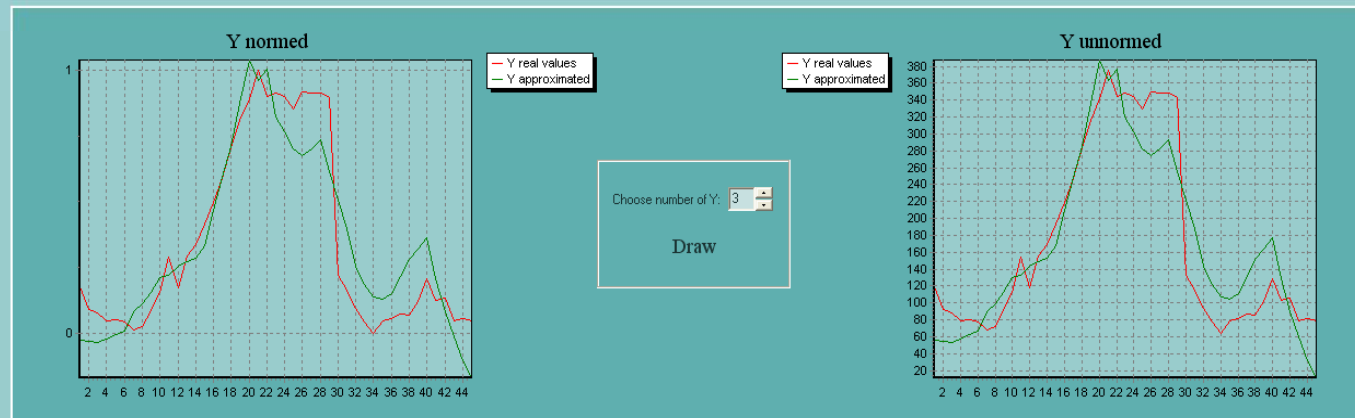 Y normed
Y real values
Y approximated
1
0
2 4 6 8 10 12 14 16 18 20 22 24 26 28 30 32 34 36 38 40 42 44
Choose number of Y: 3
Draw
Y unnormed
Y real values
Y approximated
380
360
340
320
300
280
260
240
220
200
180
160
140
120
100
80
60
40
20
2 4 6 8 10 12 14 16 18 20 22 24 26 28 30 32 34 36 38 40 42 44